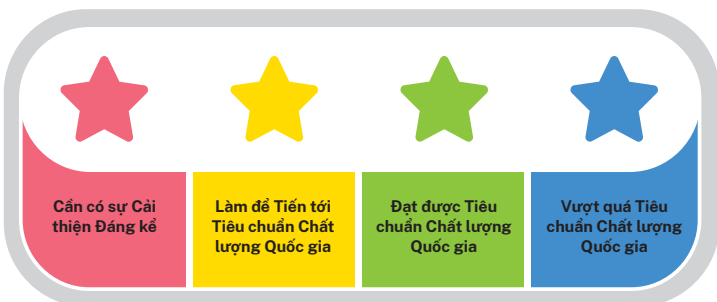 Cần có sự Cải
thiện Đáng kể
Làm để Tiến tới
Tiêu chuẩn Chất
lượng Quốc gia
Đạt được Tiêu
chuẩn Chất lượng
Quốc gia
Vượt quá Tiêu
chuẩn Chất lượng
Quốc gia